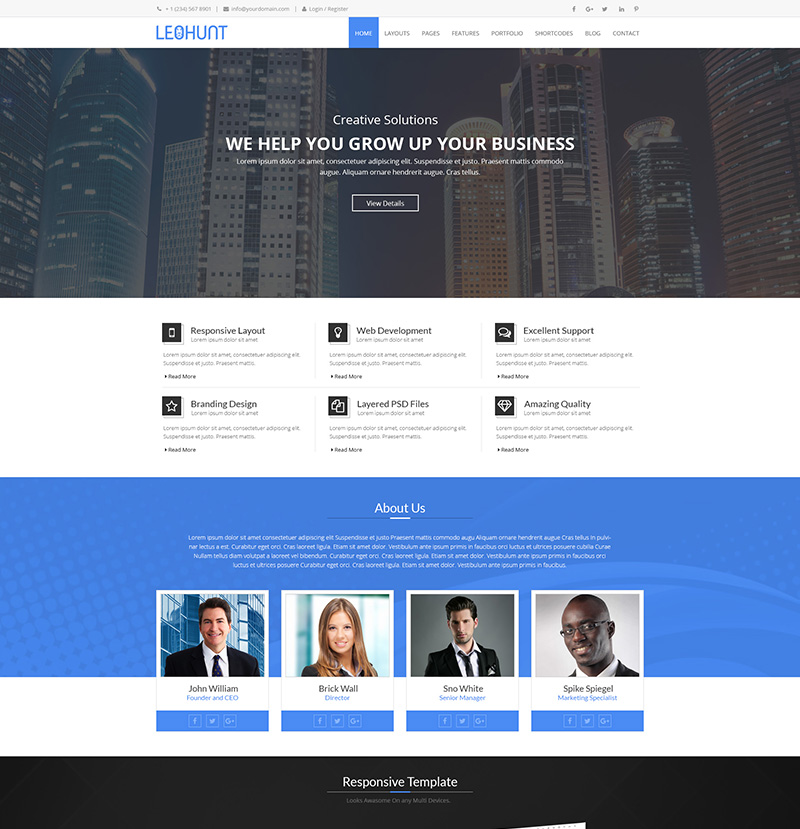 + 1 (234) 567 8901 | info@yourdomain.com | Login / Register
LEOHUNT
HOME LAYOUTS PAGES FEATURES PORTFOLIO SHORTCODES BLOG CONTACT
Creative Solutions
WE HELP YOU GROW UP YOUR BUSINESS
Lorem ipsum dolor sit amet, consectetuer adipiscing elit. Suspendisse et justo. Praesent mattis commodo
augue. Aliquam ornare hendrerit augue. Cras tellus.
View Details
Responsive Layout
Lorem ipsum dolor sit amet
Lorem ipsum dolor sit amet, consectetuer adipiscing elit.
Suspendisse et justo. Praesent mattis.
Read More
Web Development
Lorem ipsum dolor sit amet
Lorem ipsum dolor sit amet, consectetuer adipiscing elit.
Suspendisse et justo. Praesent mattis.
Read More
Excellent Support
Lorem ipsum dolor sit amet
Lorem ipsum dolor sit amet, consectetuer adipiscing elit.
Suspendisse et justo. Praesent mattis.
Read More
Branding Design
Lorem ipsum dolor sit amet
Lorem ipsum dolor sit amet, consectetuer adipiscing elit.
Suspendisse et justo. Praesent mattis.
Read More
Layered PSD Files
Lorem ipsum dolor sit amet
Lorem ipsum dolor sit amet, consectetuer adipiscing elit.
Suspendisse et justo. Praesent mattis.
Read More
Amazing Quality
Lorem ipsum dolor sit amet
Lorem ipsum dolor sit amet, consectetuer adipiscing elit.
Suspendisse et justo. Praesent mattis.
Read More
About Us
Lorem ipsum dolor sit amet, consectetuer adipiscing elit Suspendisse et justo Praesent mattis commodo augu Aliquam ornare hendrerit augue Cras tellus In pulvi-
nar lectus a est. Curabitur eget orci. Cras laoreet ligula. Etiam sit amet dolor. Vestibulum ante ipsum primis in faucibus orci luctus et ultrices posuere cubilia Curae
Nullam tellus diam volutpat a laoreet vel bibendum. Curabitur eget orci. Cras laoreet ligula. Etiam sit amet dolor. Vestibulum ante ipsum primis in faucibus orci
luctus et ultrices posuere Curabitur eget orci. Cras laoreet ligula. Etiam sit amet dolor. Vestibulum ante ipsum primis in faucibus.
John William
Founder and CEO
Brick Wall
Director
Sno White
Senior Manager
Spike Spiegel
Marketing Specialist
Responsive Template
Looks Awasome On any Multi Devices.